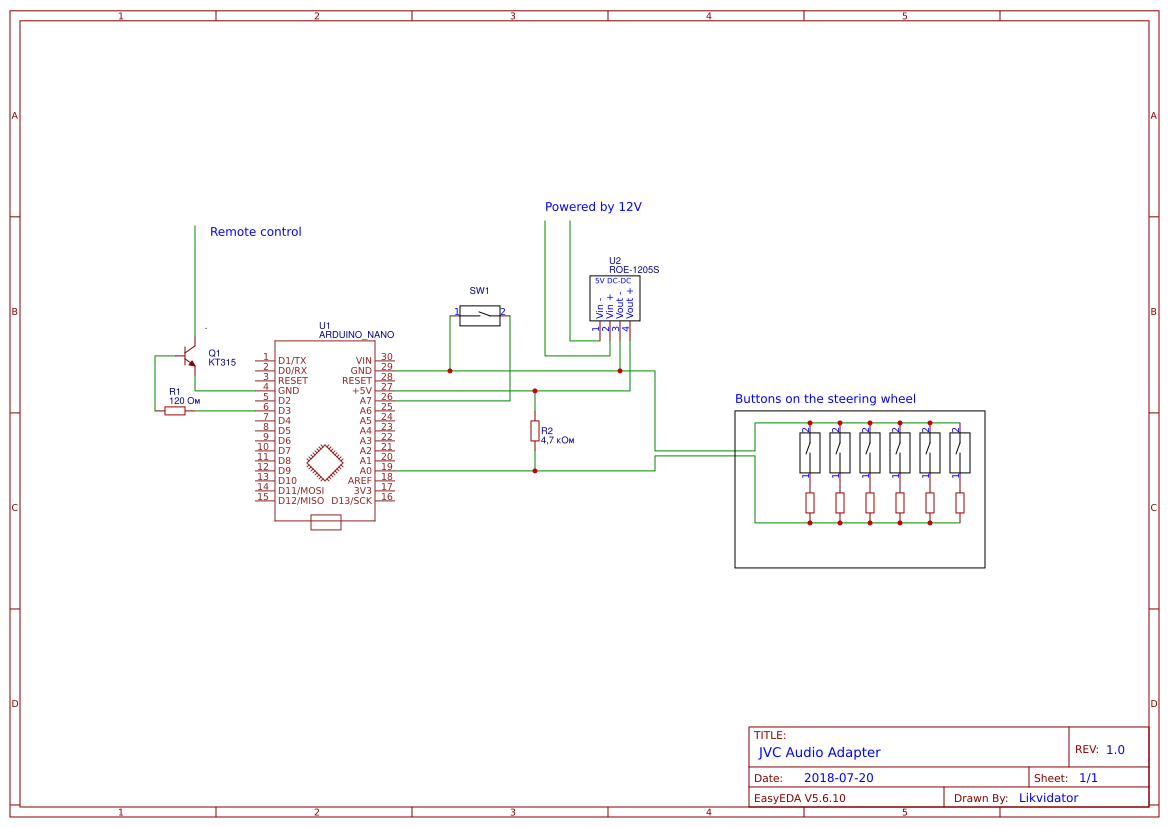 1 2 3 4 5
A A
Powered by 12V
Remote control
U2
ROE-1205S
5V DC-DC
Vin - Vin + Vout - Vout +
1 2 3 4
SW1
1 2
B B
U1
ARDUINO_NANO
Q1
KT315
1 D1/TX VIN 30
2 D0/RX GND 29
3 RESET RESET 28
4 GND +5V 27
5 D2 A7 26
6 D3 A6 25
7 D4 A5 24
8 D5 A4 23
9 D6 A3 22
10 D7 A2 21
11 D8 A1 20
12 D9 A0 19
13 D10 AREF 18
14 D11/MOSI 3V3 17
15 D12/MISO D13/SCK 16
R1
120 Ом
R2
4,7 кОм
Buttons on the steering wheel
2 2 2 2 2 2
1 1 1 1 1 1
C C
D D
TITLE:
JVC Audio Adapter
REV: 1.0
Date: 2018-07-20
Sheet: 1/1
EasyEDA V5.6.10
Drawn By: Likvidator
1 2 3 4 5